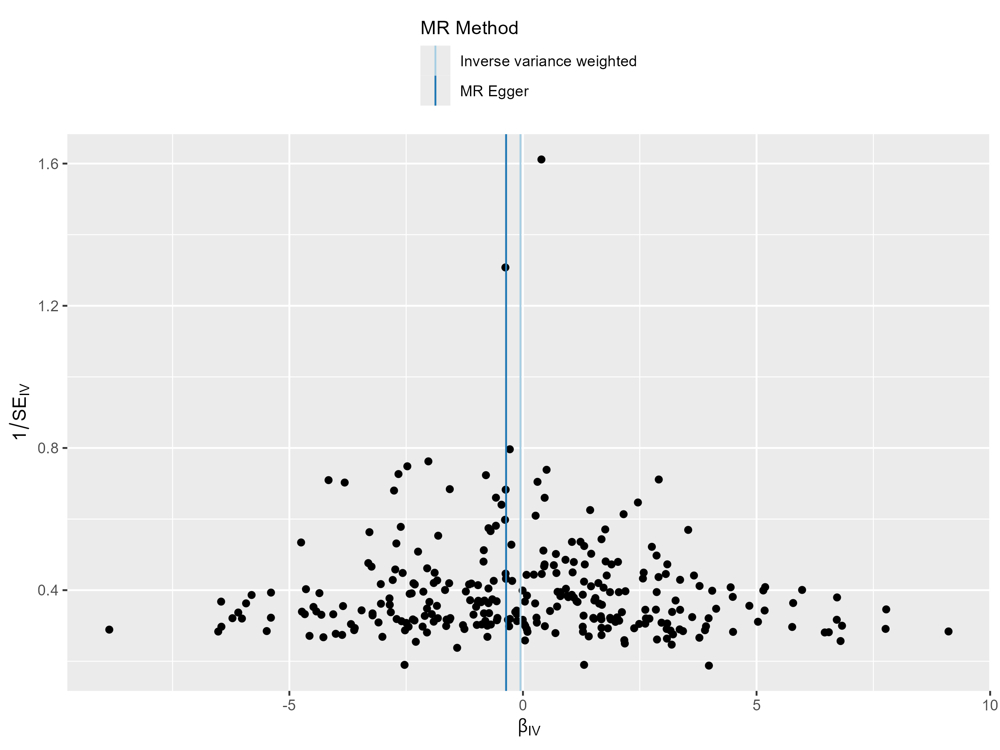 MR Method
Inverse variance weighted
MR Egger
1.6
1.2
0.8
0.4
1/SE_IV
-5
0
5
10
β_IV